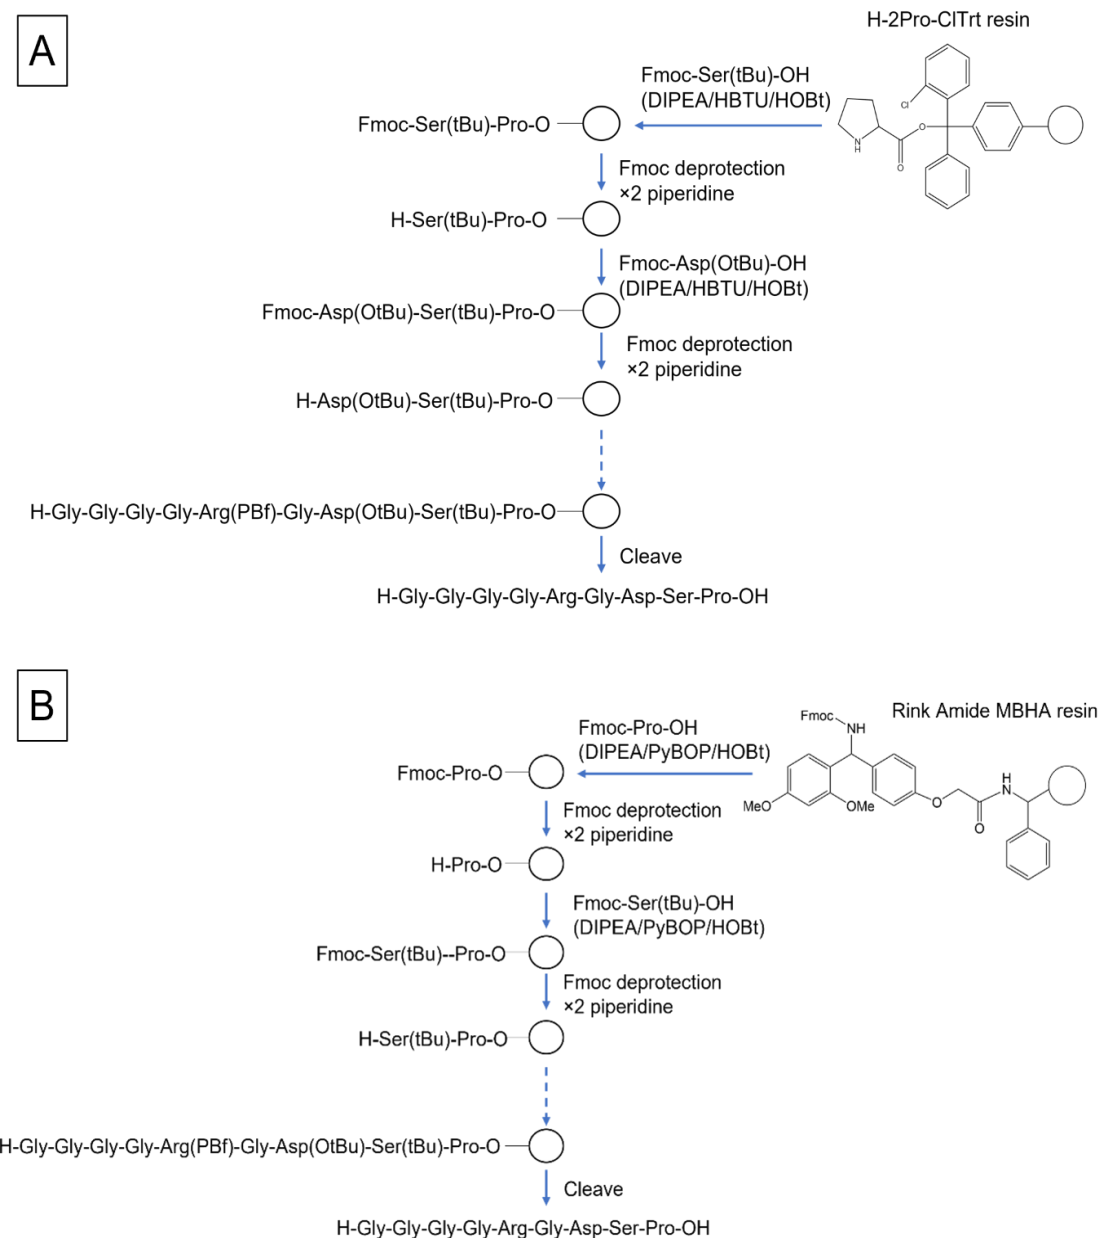 A
H-2Pro-ClTrt resin
Fmoc-Ser(tBu)-OH
(DIPEA/HBTU/HOBt)
Cl
O
N
H
O
Fmoc-Ser(tBu)-Pro-O
Fmoc deprotection
×2 piperidine
H-Ser(tBu)-Pro-O
Fmoc-Asp(OtBu)-OH
(DIPEA/HBTU/HOBt)
Fmoc-Asp(OtBu)-Ser(tBu)-Pro-O
Fmoc deprotection
×2 piperidine
H-Asp(OtBu)-Ser(tBu)-Pro-O
H-Gly-Gly-Gly-Gly-Arg(PBf)-Gly-Asp(OtBu)-Ser(tBu)-Pro-O
Cleave
H-Gly-Gly-Gly-Gly-Arg-Gly-Asp-Ser-Pro-OH
B
Rink Amide MBHA resin
Fmoc-Pro-OH
(DIPEA/PyBOP/HOBt)
Fmoc
NH
MeO
OMe
O
O
H
N
Fmoc-Pro-O
Fmoc deprotection
×2 piperidine
H-Pro-O
Fmoc-Ser(tBu)-OH
(DIPEA/PyBOP/HOBt)
Fmoc-Ser(tBu)--Pro-O
Fmoc deprotection
×2 piperidine
H-Ser(tBu)-Pro-O
H-Gly-Gly-Gly-Gly-Arg(PBf)-Gly-Asp(OtBu)-Ser(tBu)-Pro-O
Cleave
H-Gly-Gly-Gly-Gly-Arg-Gly-Asp-Ser-Pro-OH